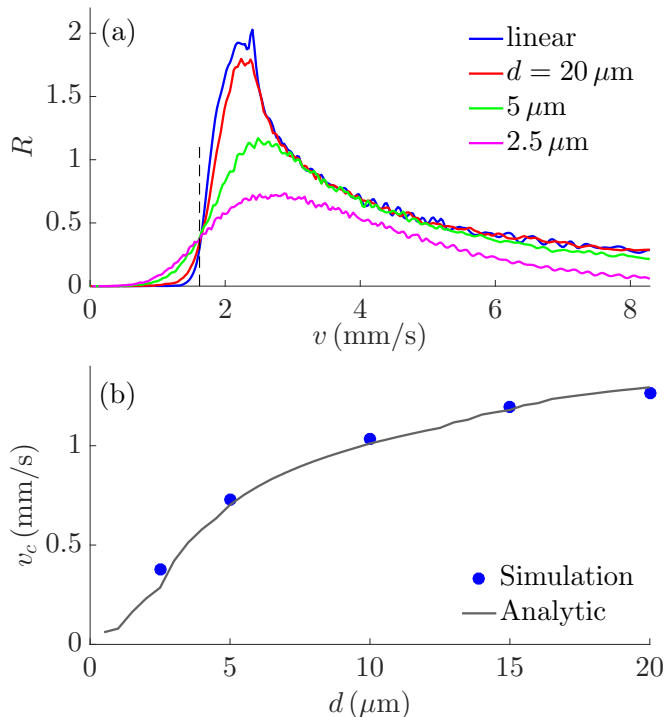 (a)
linear
d = 20 μm
5 μm
2.5 μm
R
2
1.5
1
0.5
0
0 2 4 6 8
v (mm/s)
(b)
v_c (mm/s)
1
0.5
0
Simulation
Analytic
0 5 10 15 20
d (μm)